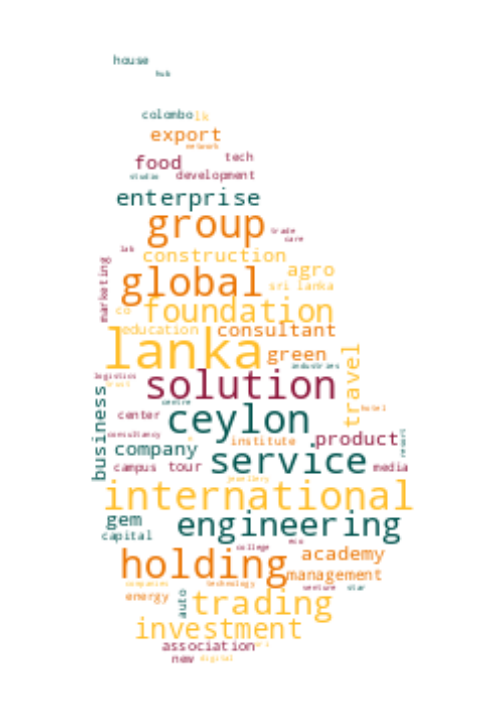 house
hub
colombo lk
export
network
food tech
studio development
enterprise
group trade
care
lab construction
marketing global agro
sri lanka
co foundation
education consultant
lanka green
industries
logistics solution travel
trust
centre hotel
business center ceylon
consultancy institute product resort
company service
campus tour media
jewellery
international
gem engineering
capital
college eco
holding academy
management
companies technology venture star
energy auto trading
investment
association
new digital